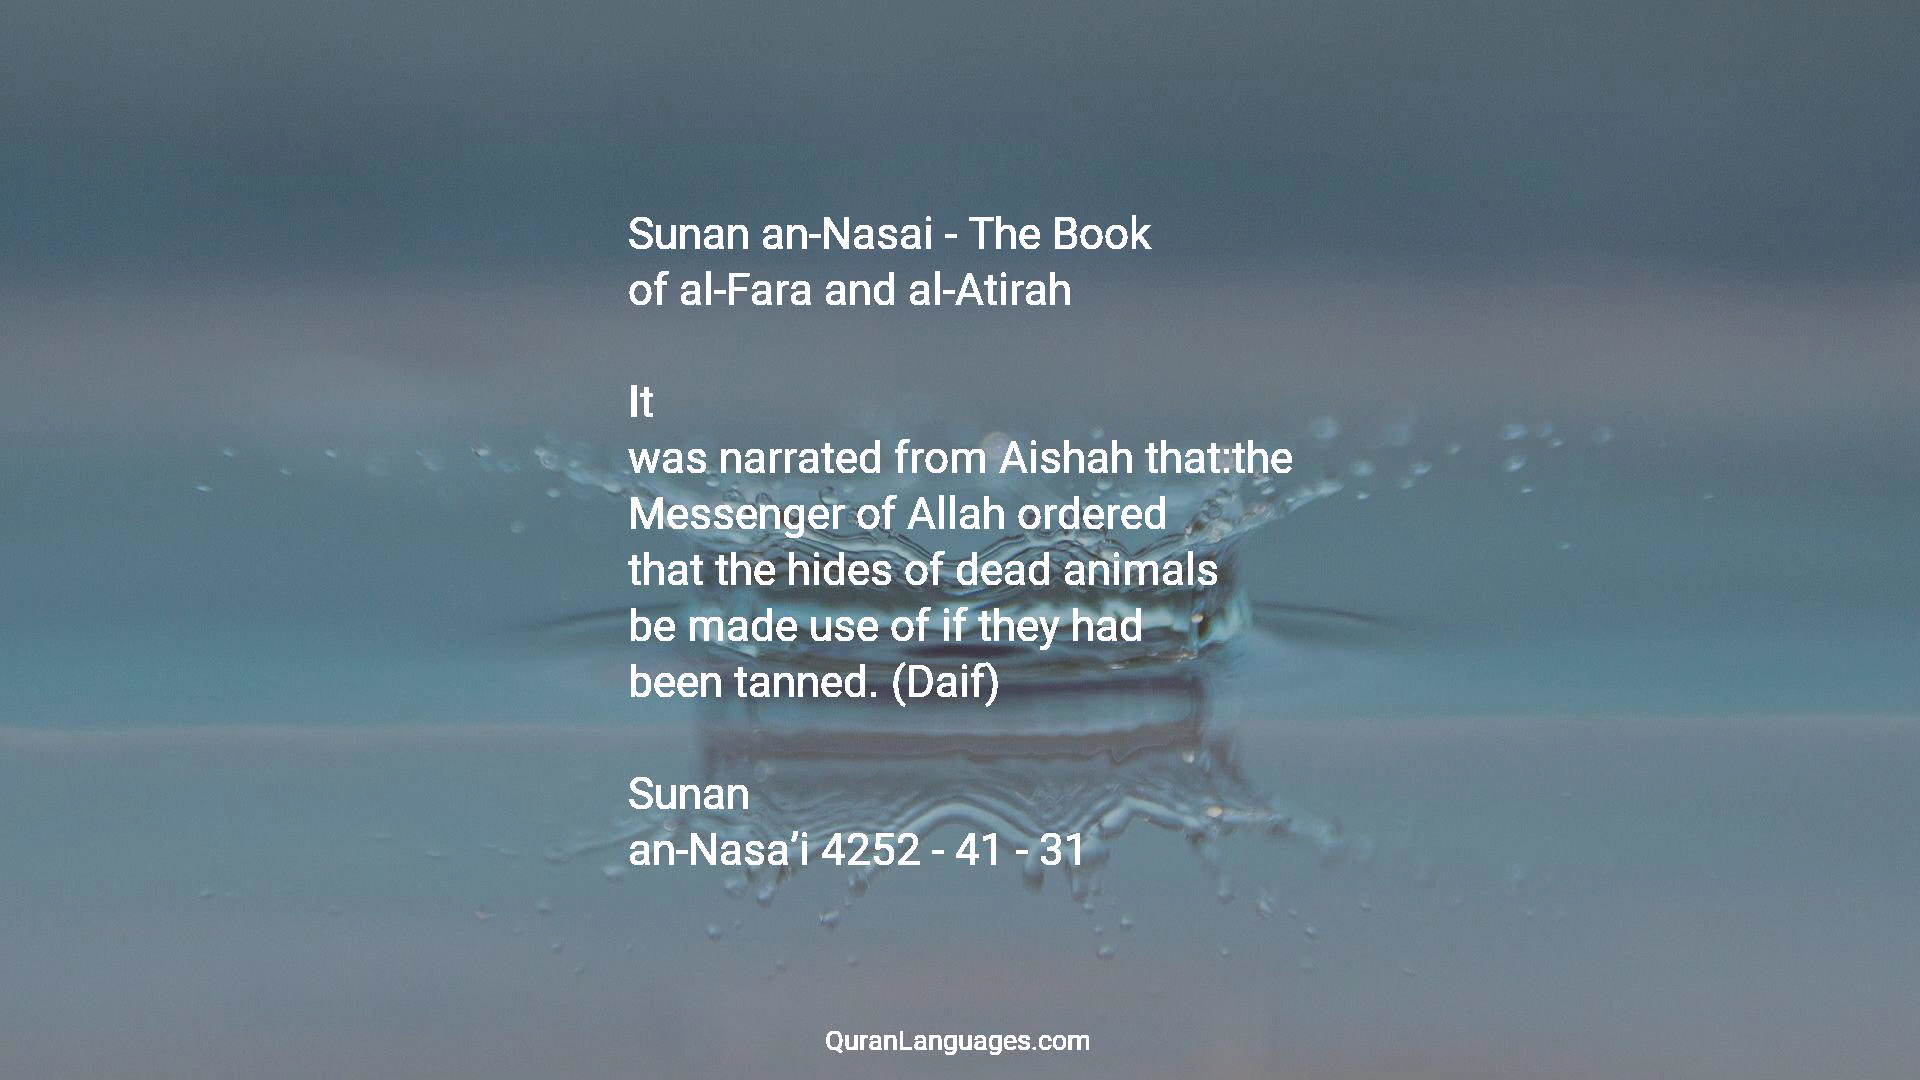 Sunan an-Nasai - The Book
of al-Fara and al-Atirah
It
was narrated from Aishah that:the
Messenger of Allah ordered
that the hides of dead animals
be made use of if they had
been tanned. (Daif)
Sunan
an-Nasa’i 4252 - 41 - 31
QuranLanguages.com